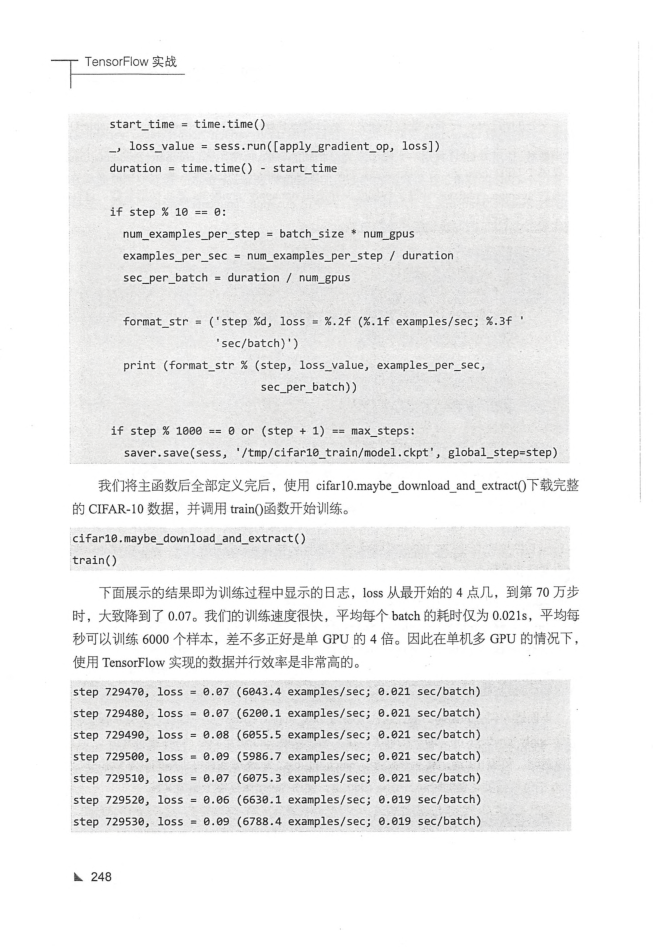 TensorFlow 实战
start_time = time.time()
_, loss_value = sess.run([apply_gradient_op, loss])
duration = time.time() - start_time
if step % 10 == 0:
num_examples_per_step = batch_size * num_gpus
examples_per_sec = num_examples_per_step / duration
sec_per_batch = duration / num_gpus
format_str = ('step %d, loss = %.2f (%.1f examples/sec; %.3f '
'sec/batch)')
print (format_str % (step, loss_value, examples_per_sec,
sec_per_batch))
if step % 1000 == 0 or (step + 1) == max_steps:
saver.save(sess, '/tmp/cifar10_train/model.ckpt', global_step=step)
我们将主函数后全部定义完后，使用 cifar10.maybe_download_and_extract()下载完整
的 CIFAR-10 数据，并调用 train()函数开始训练。
cifar10.maybe_download_and_extract()
train()
下面展示的结果即为训练过程中显示的日志，loss 从最开始的 4 点几，到第 70 万步
时，大致降到了 0.07。我们的训练速度很快，平均每个 batch 的耗时仅为 0.021s，平均每
秒可以训练 6000 个样本，差不多正好是单 GPU 的 4 倍。因此在单机多 GPU 的情况下，
使用 TensorFlow 实现的数据并行效率是非常高的。
step 729470, loss = 0.07 (6043.4 examples/sec; 0.021 sec/batch)
step 729480, loss = 0.07 (6200.1 examples/sec; 0.021 sec/batch)
step 729490, loss = 0.08 (6055.5 examples/sec; 0.021 sec/batch)
step 729500, loss = 0.09 (5986.7 examples/sec; 0.021 sec/batch)
step 729510, loss = 0.07 (6075.3 examples/sec; 0.021 sec/batch)
step 729520, loss = 0.06 (6630.1 examples/sec; 0.019 sec/batch)
step 729530, loss = 0.09 (6788.4 examples/sec; 0.019 sec/batch)
248